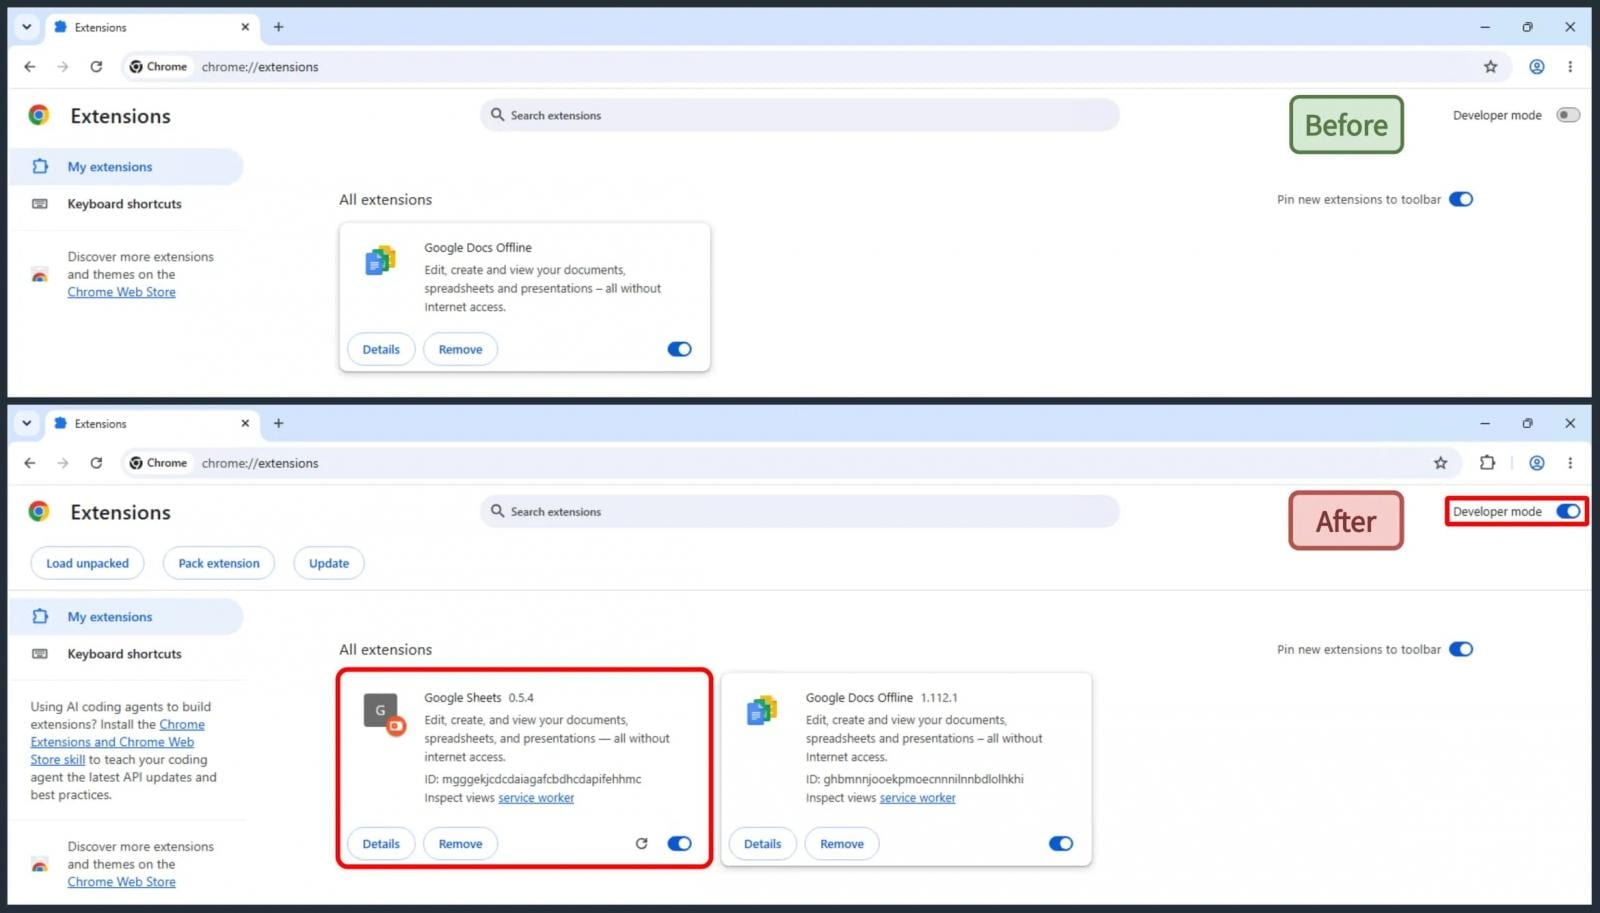 Extensions
Chrome
chrome://extensions
Extensions
Search extensions
Before
Developer mode
My extensions
Keyboard shortcuts
Discover more extensions
and themes on the
Chrome Web Store
All extensions
Pin new extensions to toolbar
Google Docs Offline
Edit, create and view your documents,
spreadsheets and presentations – all without
Internet access.
Details
Remove
Extensions
Chrome
chrome://extensions
Extensions
Search extensions
After
Developer mode
Load unpacked
Pack extension
Update
My extensions
Keyboard shortcuts
Using AI coding agents to build
extensions? Install the Chrome
Extensions and Chrome Web
Store skill to teach your coding
agent the latest API updates and
best practices.
Discover more extensions
and themes on the
Chrome Web Store
All extensions
Pin new extensions to toolbar
G
Google Sheets 0.5.4
Edit, create, and view your documents,
spreadsheets, and presentations — all without
internet access.
ID: mgggekjcdcdaiagafcbdhcdapifehhmc
Inspect views service worker
Details
Remove
Google Docs Offline 1.112.1
Edit, create and view your documents,
spreadsheets and presentations – all without
Internet access.
ID: ghbmnnjooekpmoecnnnilnnbdlolhkhi
Inspect views service worker
Details
Remove